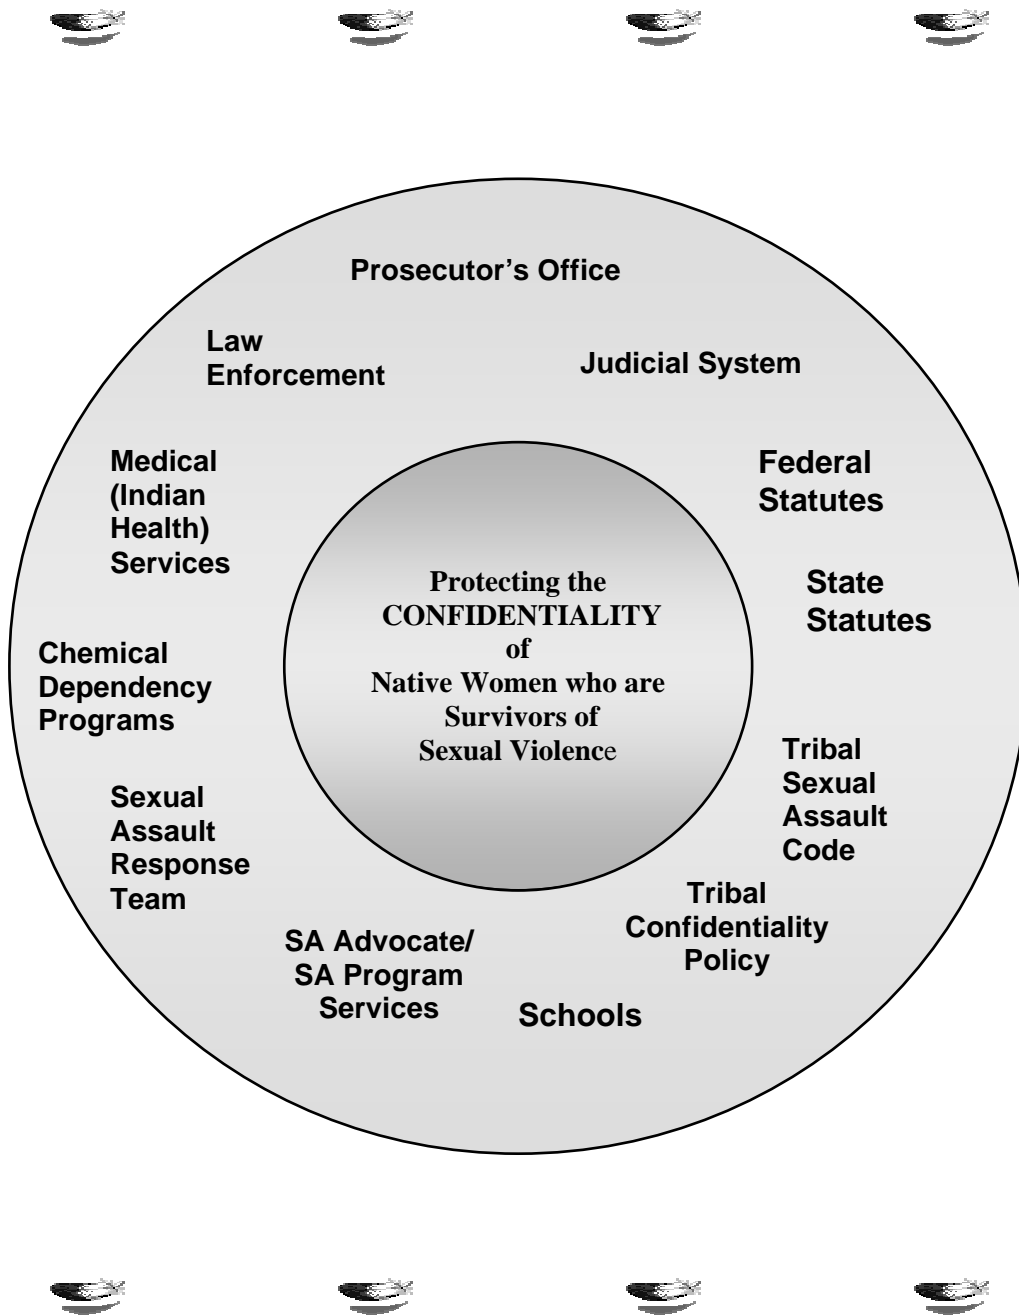 Prosecutor’s Office
Law
Enforcement
Judicial System
Medical
(Indian
Health)
Services
Federal
Statutes
Protecting the
CONFIDENTIALITY
of
Native Women who are
Survivors of
Sexual Violence
State
Statutes
Chemical
Dependency
Programs
Tribal
Sexual
Assault
Code
Sexual
Assault
Response
Team
Tribal
Confidentiality
Policy
SA Advocate/
SA Program
Services
Schools